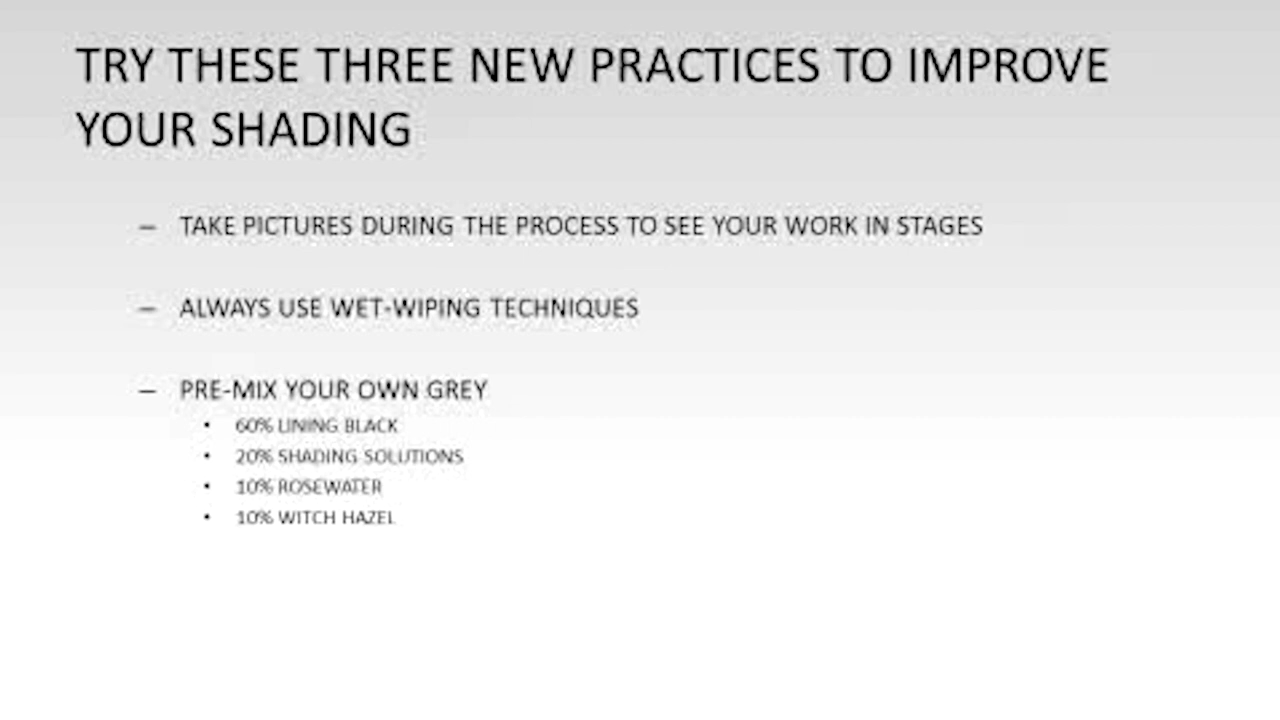 TRY THESE THREE NEW PRACTICES TO IMPROVE
YOUR SHADING
– TAKE PICTURES DURING THE PROCESS TO SEE YOUR WORK IN STAGES
– ALWAYS USE WET-WIPING TECHNIQUES
– PRE-MIX YOUR OWN GREY
• 60% LINING BLACK
• 20% SHADING SOLUTIONS
• 10% ROSEWATER
• 10% WITCH HAZEL